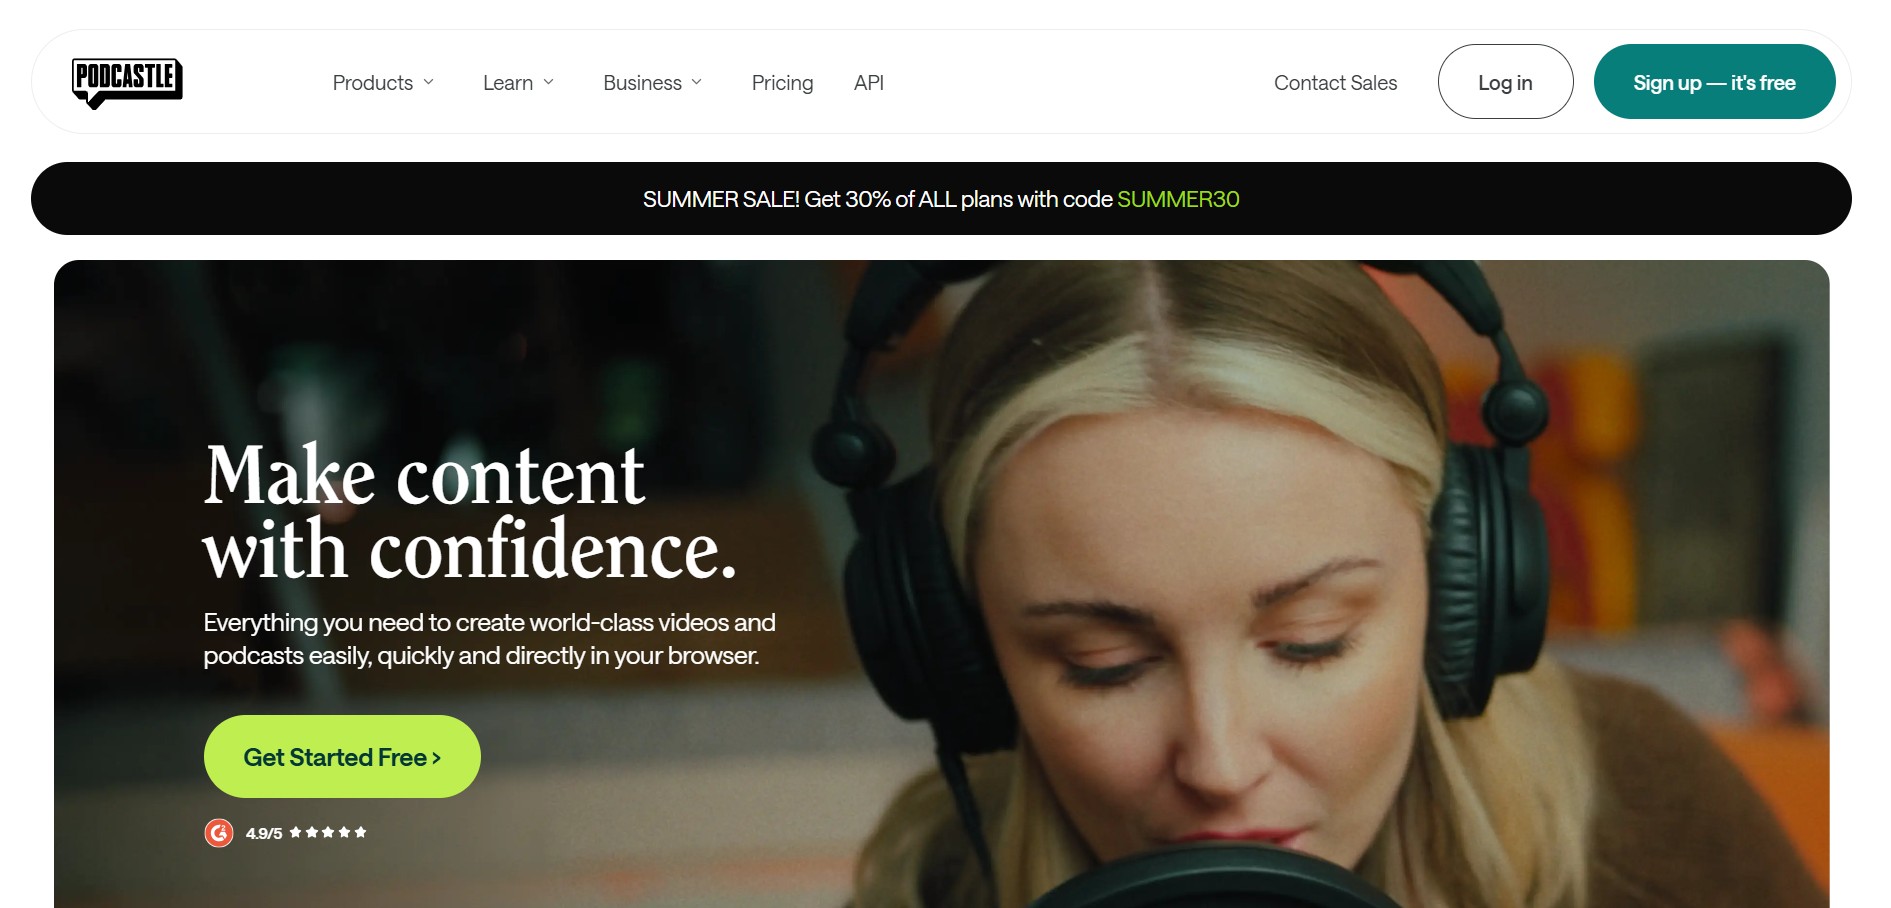 PODCASTLE
Products
Learn
Business
Pricing
API
Contact Sales
Log in
Sign up — it's free
SUMMER SALE! Get 30% of ALL plans with code SUMMER30
Make content
with confidence.
Everything you need to create world-class videos and
podcasts easily, quickly and directly in your browser.
Get Started Free ›
G2
4.9/5